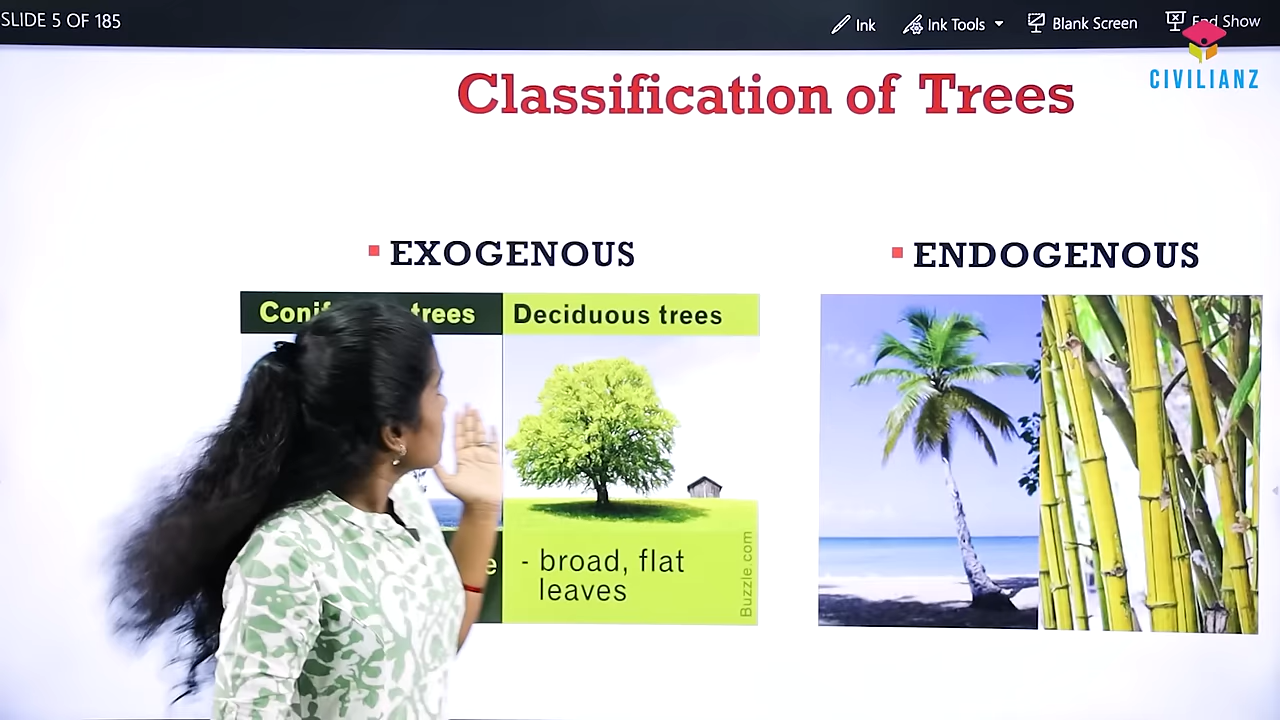 SLIDE 5 OF 185
Ink
Ink Tools
Blank Screen
End Show
CIVILIANZ
Classification of Trees
▪ EXOGENOUS
▪ ENDOGENOUS
trees
Deciduous trees
- broad, flat
leaves
Buzzle.com